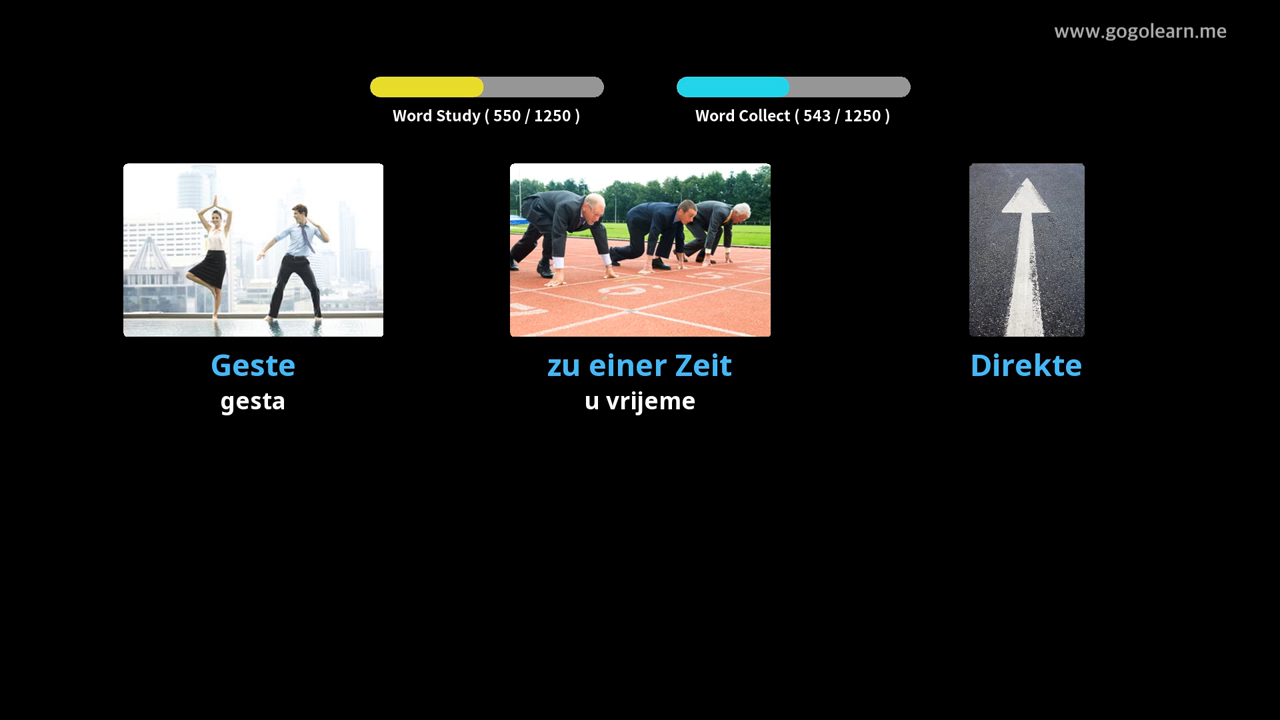 www.gogolearn.me
Word Study ( 550 / 1250 )
Word Collect ( 543 / 1250 )
Geste
gesta
zu einer Zeit
u vrijeme
Direkte